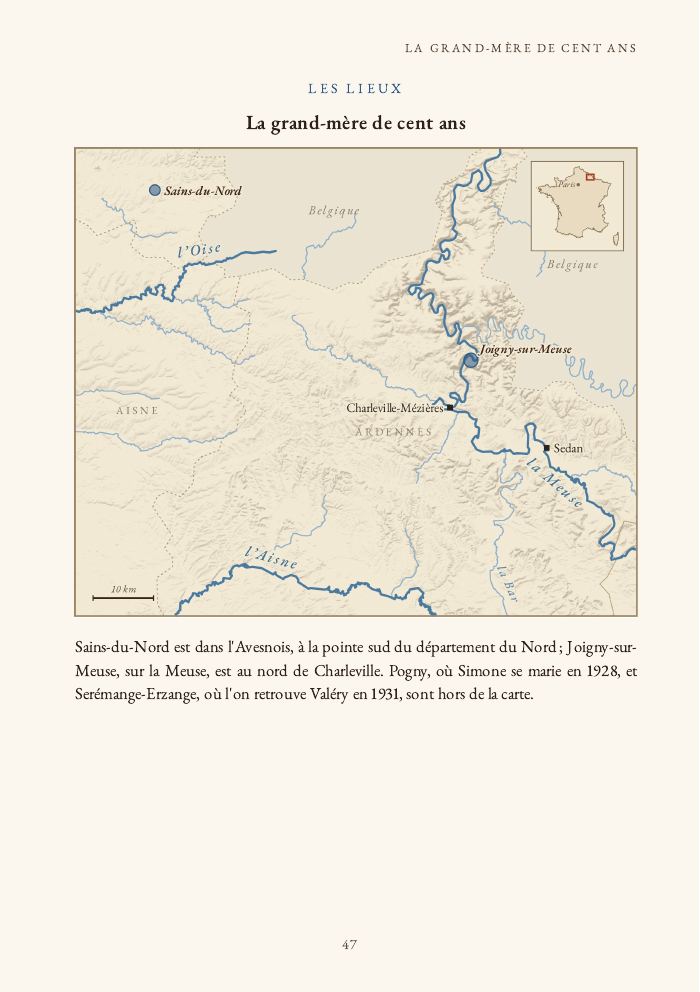 LA GRAND-MÈRE DE CENT ANS
LES LIEUX
La grand-mère de cent ans
Sains-du-Nord
Belgique
Paris
l'Oise
Belgique
Joigny-sur-Meuse
Charleville-Mézières
AISNE
ARDENNES
Sedan
la Meuse
l'Aisne
la Bar
10 km
Sains-du-Nord est dans l'Avesnois, à la pointe sud du département du Nord ; Joigny-sur-
Meuse, sur la Meuse, est au nord de Charleville. Pogny, où Simone se marie en 1928, et
Serémange-Erzange, où l'on retrouve Valéry en 1931, sont hors de la carte.
47